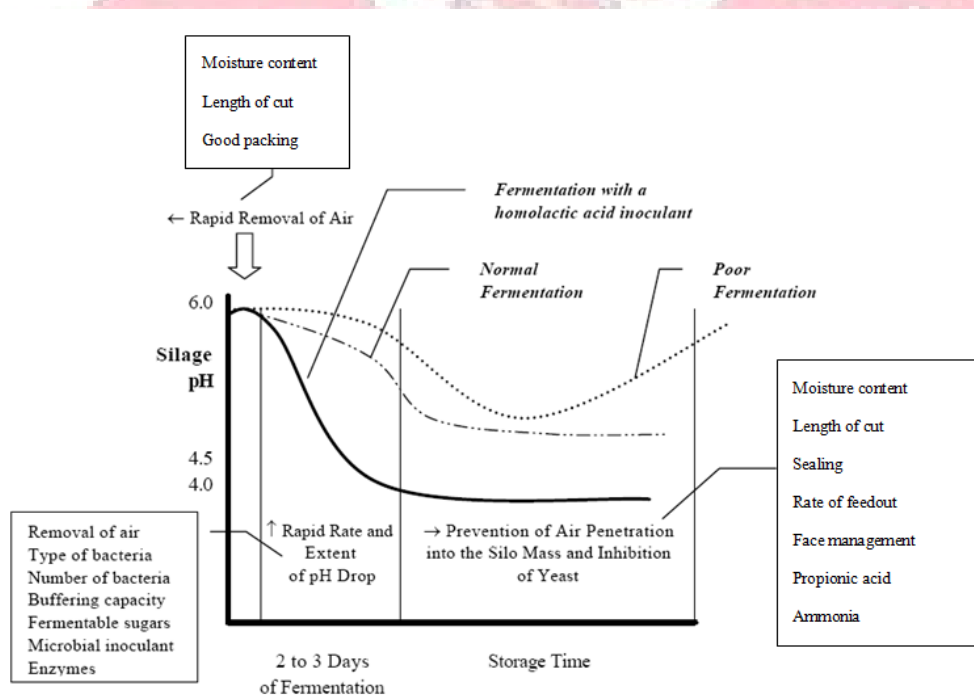 Moisture content
Length of cut
Good packing
← Rapid Removal of Air
Fermentation with a
homolactic acid inoculant
Normal
Fermentation
Poor
Fermentation
6.0
Silage
pH
4.5
4.0
Moisture content
Length of cut
Sealing
Rate of feedout
Face management
Propionic acid
Ammonia
Removal of air
Type of bacteria
Number of bacteria
Buffering capacity
Fermentable sugars
Microbial inoculant
Enzymes
↑ Rapid Rate and
Extent
of pH Drop
→ Prevention of Air Penetration
into the Silo Mass and Inhibition
of Yeast
2 to 3 Days
of Fermentation
Storage Time